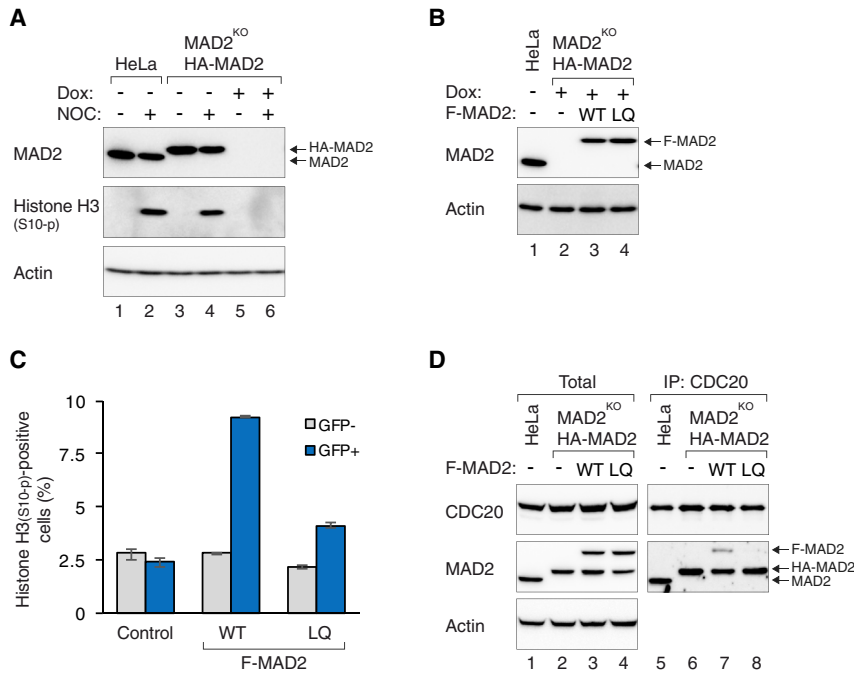 A
MAD2KO
HeLa HA-MAD2
Dox: - - - - + +
NOC: - + - + - +
MAD2
HA-MAD2
MAD2
Histone H3
(S10-p)
Actin
1 2 3 4 5 6
B
HeLa
MAD2KO
HA-MAD2
Dox: - + + +
F-MAD2: - - WT LQ
MAD2
F-MAD2
MAD2
Actin
1 2 3 4
C
Histone H3(S10-p)-positive
cells (%)
10
7.5
5
2.5
0
GFP-
GFP+
Control WT LQ
F-MAD2
D
Total IP: CDC20
HeLa
MAD2KO
HA-MAD2
HeLa
MAD2KO
HA-MAD2
F-MAD2: - - WT LQ - - WT LQ
CDC20
MAD2
F-MAD2
HA-MAD2
MAD2
Actin
1 2 3 4 5 6 7 8